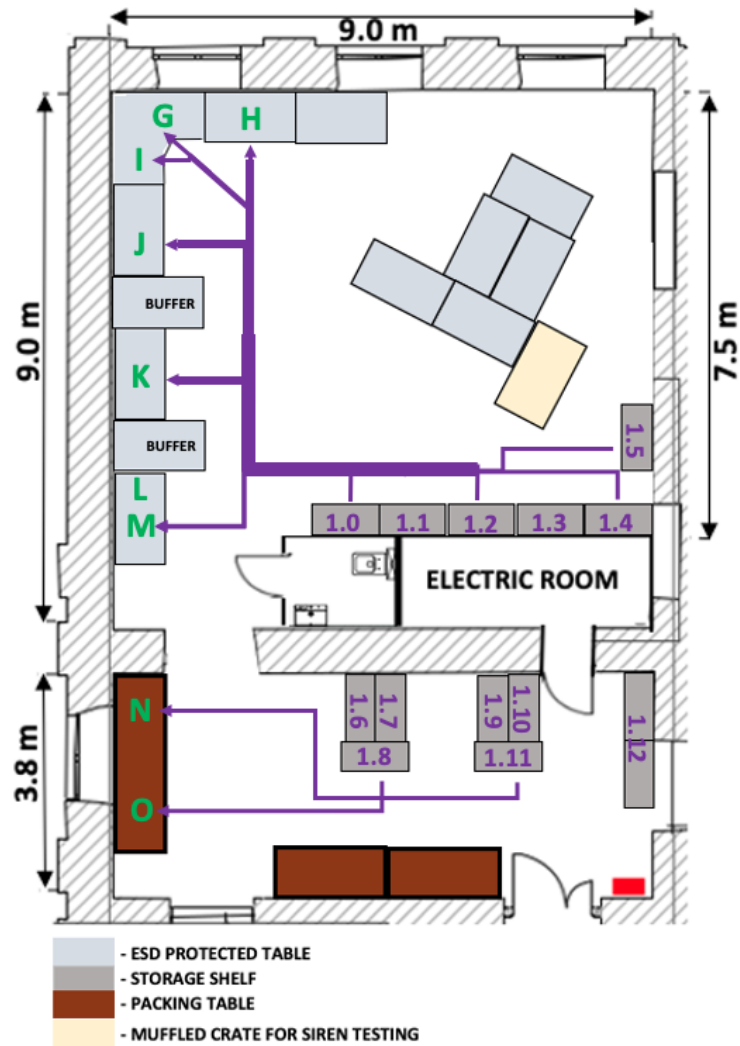 9.0 m
G
H
I
J
BUFFER
K
BUFFER
L
M
9.0 m
7.5 m
1.5
1.0
1.1
1.2
1.3
1.4
ELECTRIC ROOM
N
O
3.8 m
1.6
1.7
1.8
1.9
1.10
1.11
1.12
- ESD PROTECTED TABLE
- STORAGE SHELF
- PACKING TABLE
- MUFFLED CRATE FOR SIREN TESTING